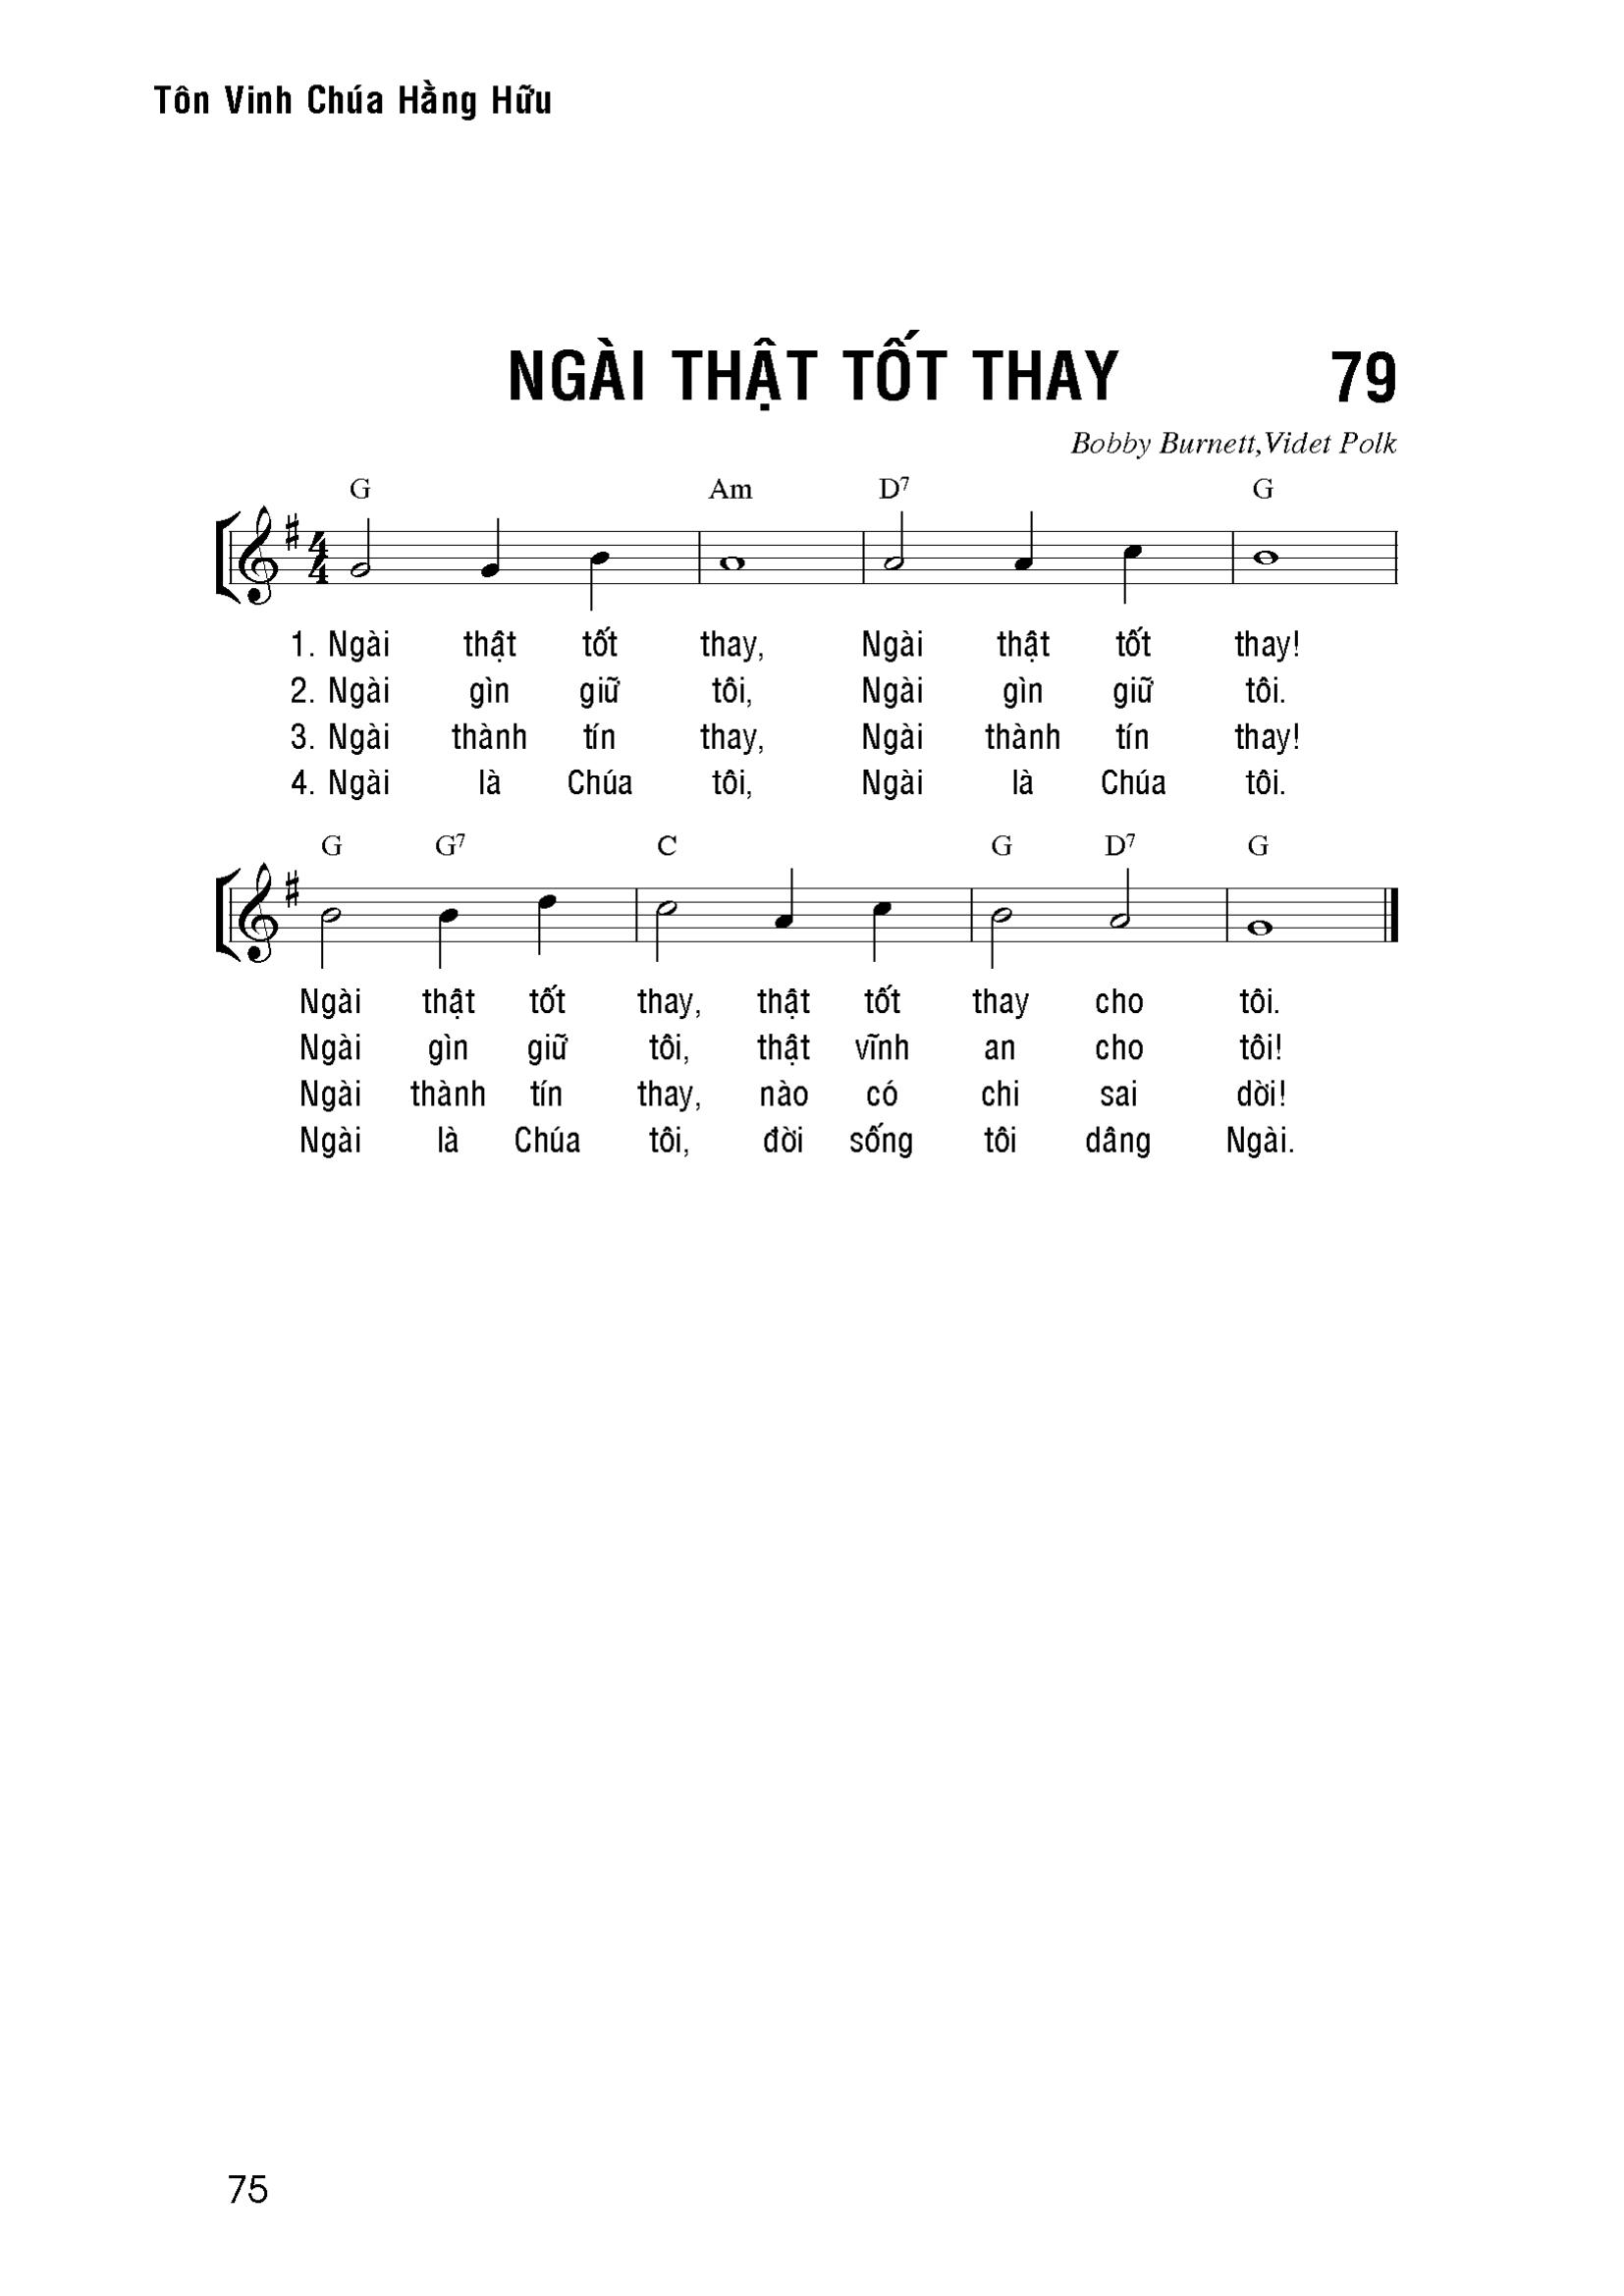 Tôn Vinh Chúa Hằng Hữu
NGÀI THẬT TỐT THAY 79
Bobby Burnett,Videt Polk
G Am D7 G
1. Ngài thật tốt thay, Ngài thật tốt thay!
2. Ngài gìn giữ tôi, Ngài gìn giữ tôi.
3. Ngài thành tín thay, Ngài thành tín thay!
4. Ngài là Chúa tôi, Ngài là Chúa tôi.
G G7 C G D7 G
Ngài thật tốt thay, thật tốt thay cho tôi.
Ngài gìn giữ tôi, thật vĩnh an cho tôi!
Ngài thành tín thay, nào có chi sai dời!
Ngài là Chúa tôi, đời sống tôi dâng Ngài.
75